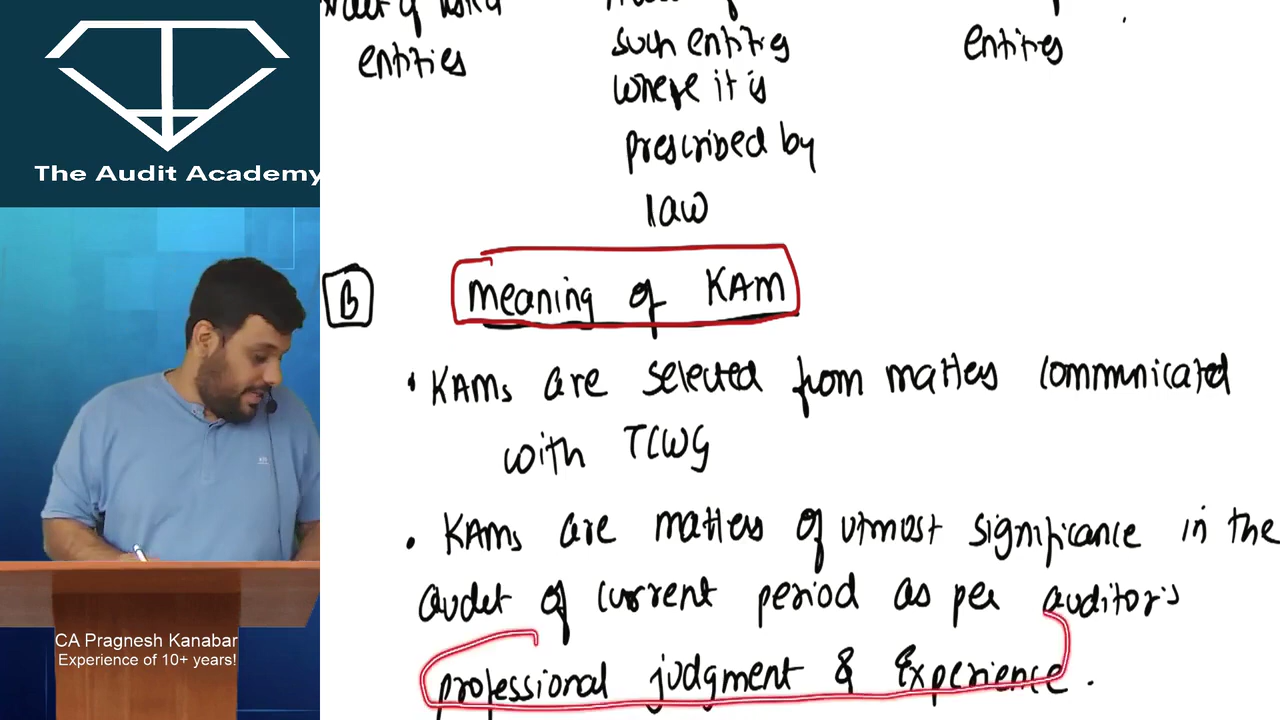 The Audit Academy
CA Pragnesh Kanabar
Experience of 10+ years!
entities
such entities
where it is
prescribed by
law
entities
B
Meaning of KAM
• KAMs are selected from matters communicated
with TCWG
• KAMs are matters of utmost significance in the
audit of current period as per auditor's
professional judgment & Experience.